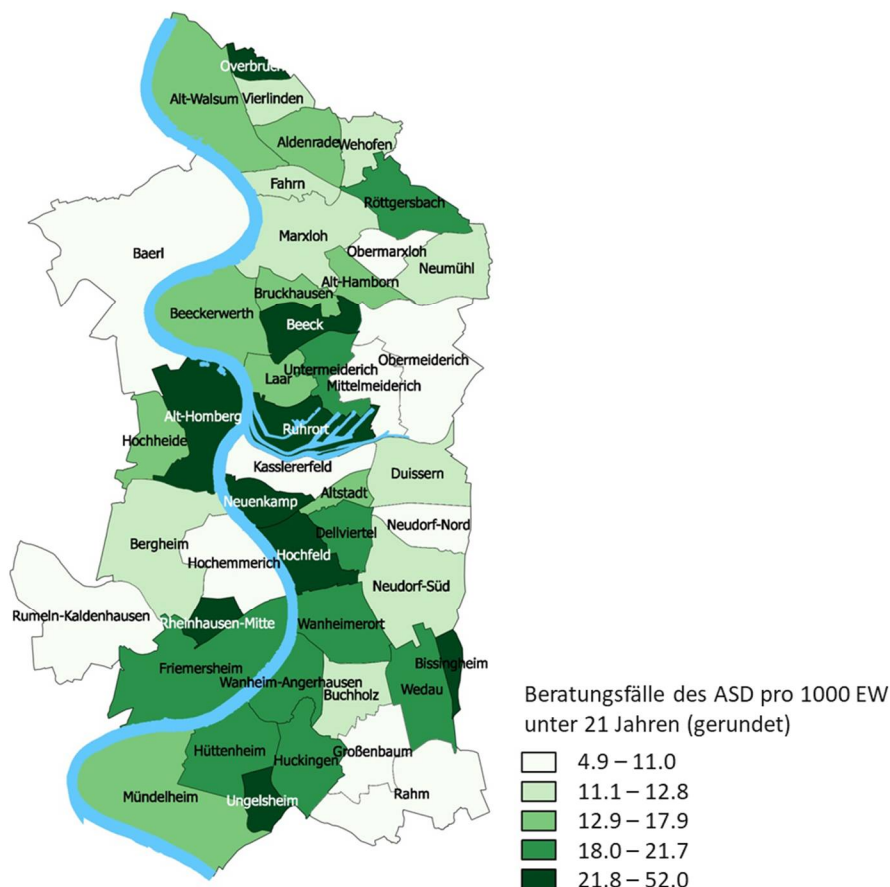 Overbruch
Alt-Walsum
Vierlinden
Aldenrade
Wehofen
Fahrn
Röttgersbach
Marxloh
Obermarxloh
Baerl
Neumühl
Alt-Hamborn
Bruckhausen
Beeckerwerth
Beeck
Obermeiderich
Untermeiderich
Laar
Mittelmeiderich
Alt-Homberg
Ruhrort
Hochheide
Kasslererfeld
Duissern
Altstadt
Neuenkamp
Neudorf-Nord
Dellviertel
Bergheim
Hochfeld
Hochemmerich
Neudorf-Süd
Rumeln-Kaldenhausen
Rheinhausen-Mitte
Wanheimerort
Bissingheim
Friemersheim
Wanheim-Angerhausen
Wedau
Buchholz
Hüttenheim
Großenbaum
Huckingen
Rahm
Mündelheim
Ungelsheim
Beratungsfälle des ASD pro 1000 EW
unter 21 Jahren (gerundet)
4.9 – 11.0
11.1 – 12.8
12.9 – 17.9
18.0 – 21.7
21.8 – 52.0